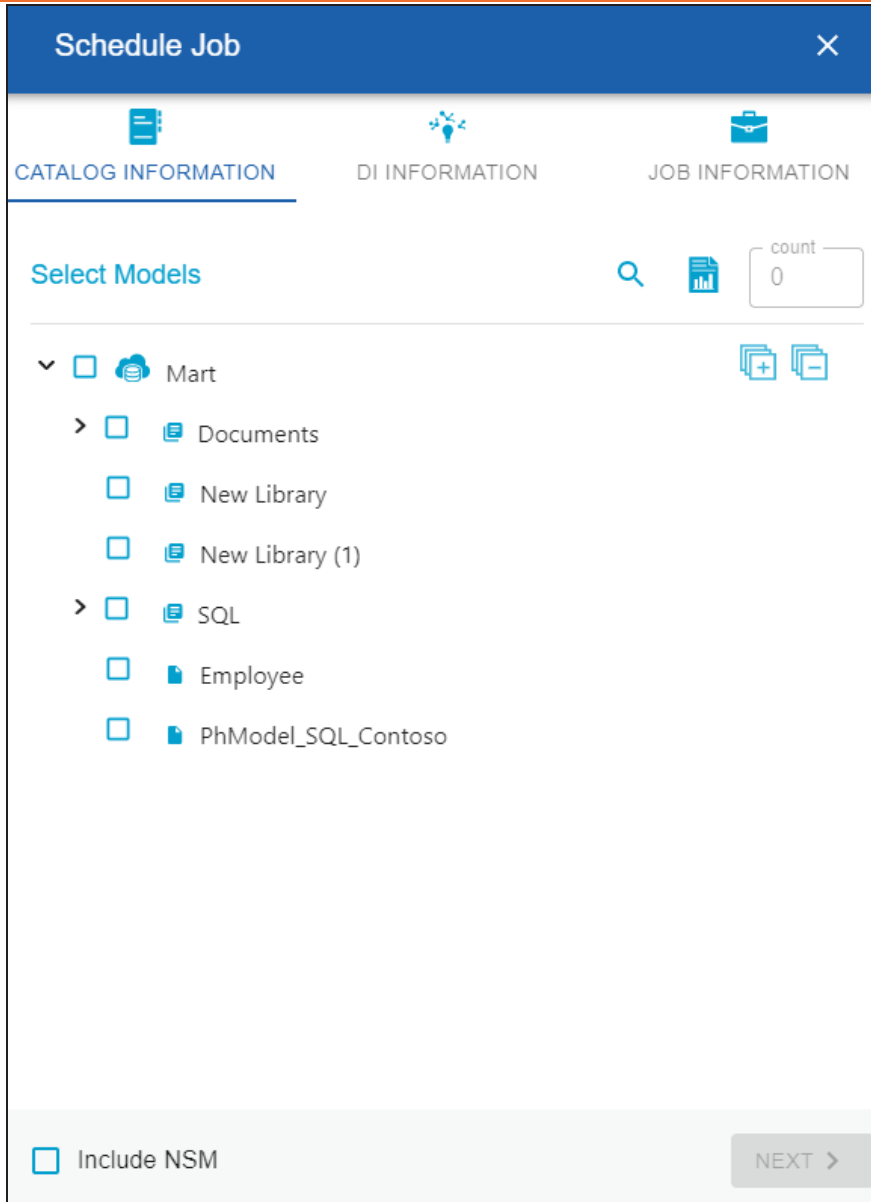 Schedule Job
CATALOG INFORMATION
DI INFORMATION
JOB INFORMATION
Select Models
count
0
Mart
Documents
New Library
New Library (1)
SQL
Employee
PhModel_SQL_Contoso
Include NSM
NEXT